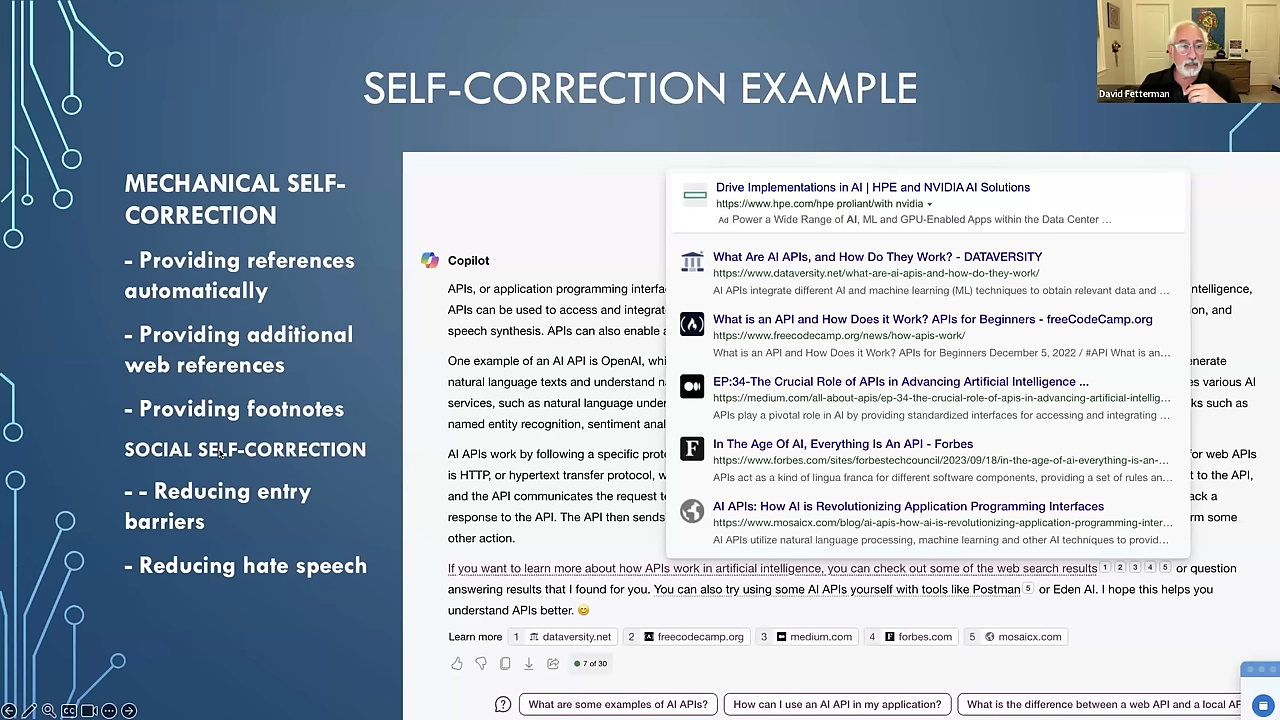 SELF-CORRECTION EXAMPLE
David Fetterman
MECHANICAL SELF-
CORRECTION
- Providing references
automatically
- Providing additional
web references
- Providing footnotes
SOCIAL SELF-CORRECTION
- - Reducing entry
barriers
- Reducing hate speech
Drive Implementations in AI | HPE and NVIDIA AI Solutions
https://www.hpe.com/hpe proliant/with nvidia
Ad Power a Wide Range of AI, ML and GPU-Enabled Apps within the Data Center ...
What Are AI APIs, and How Do They Work? - DATAVERSITY
https://www.dataversity.net/what-are-ai-apis-and-how-do-they-work/
AI APIs integrate different AI and machine learning (ML) techniques to obtain relevant data and ...
What is an API and How Does it Work? APIs for Beginners - freeCodeCamp.org
https://www.freecodecamp.org/news/how-apis-work/
What is an API and How Does it Work? APIs for Beginners December 5, 2022 / #API What is an...
EP:34-The Crucial Role of APIs in Advancing Artificial Intelligence ...
https://medium.com/all-about-apis/ep-34-the-crucial-role-of-apis-in-advancing-artificial-intellig...
APIs play a pivotal role in AI by providing standardized interfaces for accessing and integrating ...
In The Age Of AI, Everything Is An API - Forbes
https://www.forbes.com/sites/forbestechcouncil/2023/09/18/in-the-age-of-ai-everything-is-an-...
APIs act as a kind of lingua franca for different software components, providing a set of rules an...
AI APIs: How AI is Revolutionizing Application Programming Interfaces
https://www.mosaicx.com/blog/ai-apis-how-ai-is-revolutionizing-application-programming-inter...
AI APIs utilize natural language processing, machine learning and other AI techniques to provid...
Copilot
APIs, or application programming interfa ntelligence,
APIs can be used to access and integrat on, and
speech synthesis. APIs can also enable a
One example of an AI API is OpenAI, whi enerate
natural language texts and understand n s various AI
services, such as natural language under ks such as
named entity recognition, sentiment anal
AI APIs work by following a specific prot for web APIs
is HTTP, or hypertext transfer protocol, w t to the API,
and the API communicates the request t ack a
response to the API. The API then sends rm some
other action.
If you want to learn more about how APIs work in artificial intelligence, you can check out some of the web search results 1 2 3 4 5 or question
answering results that I found for you. You can also try using some AI APIs yourself with tools like Postman 5 or Eden AI. I hope this helps you
understand APIs better. 😊
Learn more 1 dataversity.net 2 freecodecamp.org 3 medium.com 4 forbes.com 5 mosaicx.com
7 of 30
What are some examples of AI APIs? How can I use an AI API in my application? What is the difference between a web API and a local AP